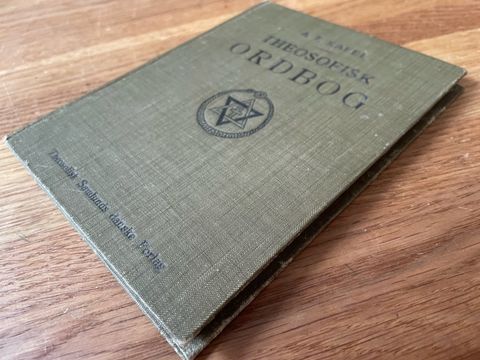 THEOSOFISK
ORDBOG
Samfunds danske Forlag